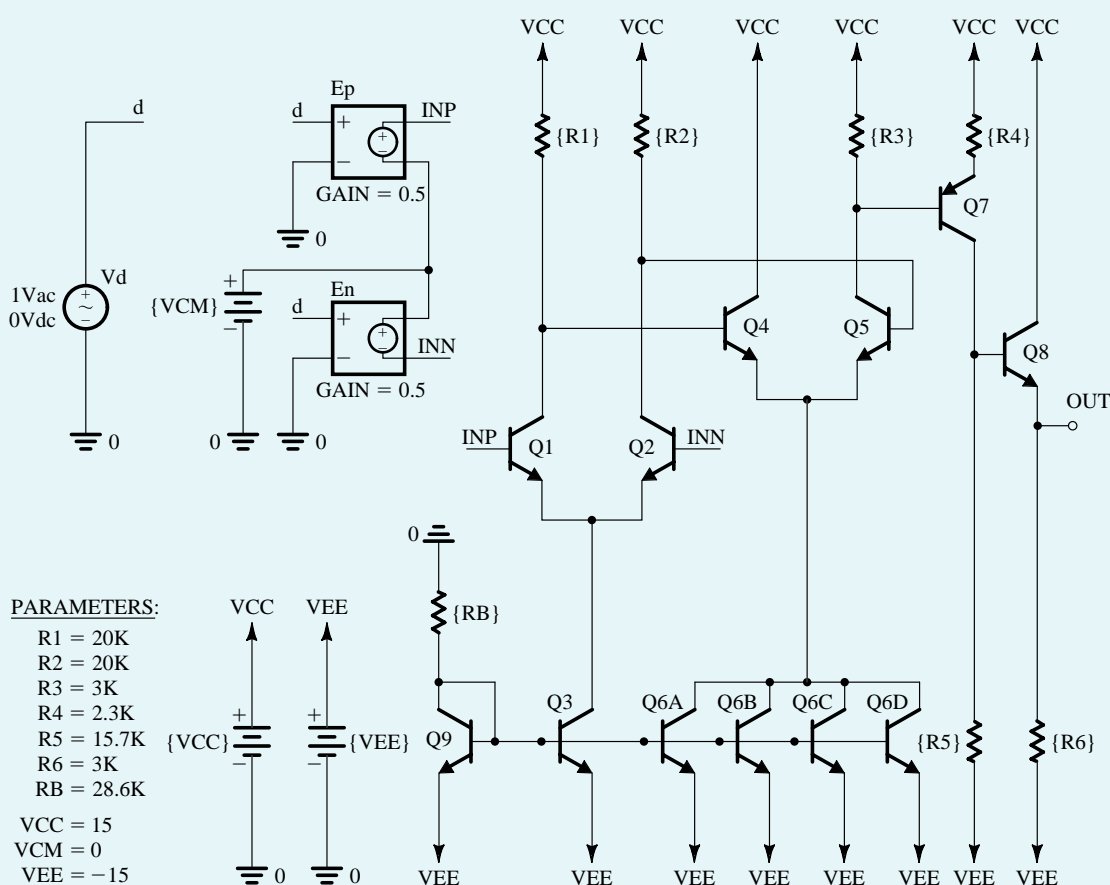 VCC
VCC
VCC
VCC
VCC
VCC
{R1}
{R2}
{R3}
{R4}
d
Ep
d
+
−
+
−
INP
GAIN = 0.5
0
Q7
1Vac
0Vdc
+
~
−
Vd
0
{VCM}
+
−
0
En
d
+
−
+
−
INN
GAIN = 0.5
0
Q4
Q5
Q8
OUT
INP
Q1
Q2
INN
0
{RB}
PARAMETERS:
R1 = 20K
R2 = 20K
R3 = 3K
R4 = 2.3K
R5 = 15.7K
R6 = 3K
RB = 28.6K
VCC = 15
VCM = 0
VEE = −15
VCC
+
{VCC}
−
0
VEE
+
{VEE}
−
0
Q9
Q3
Q6A
Q6B
Q6C
Q6D
{R5}
{R6}
VEE
VEE
VEE
VEE
VEE
VEE
VEE
VEE